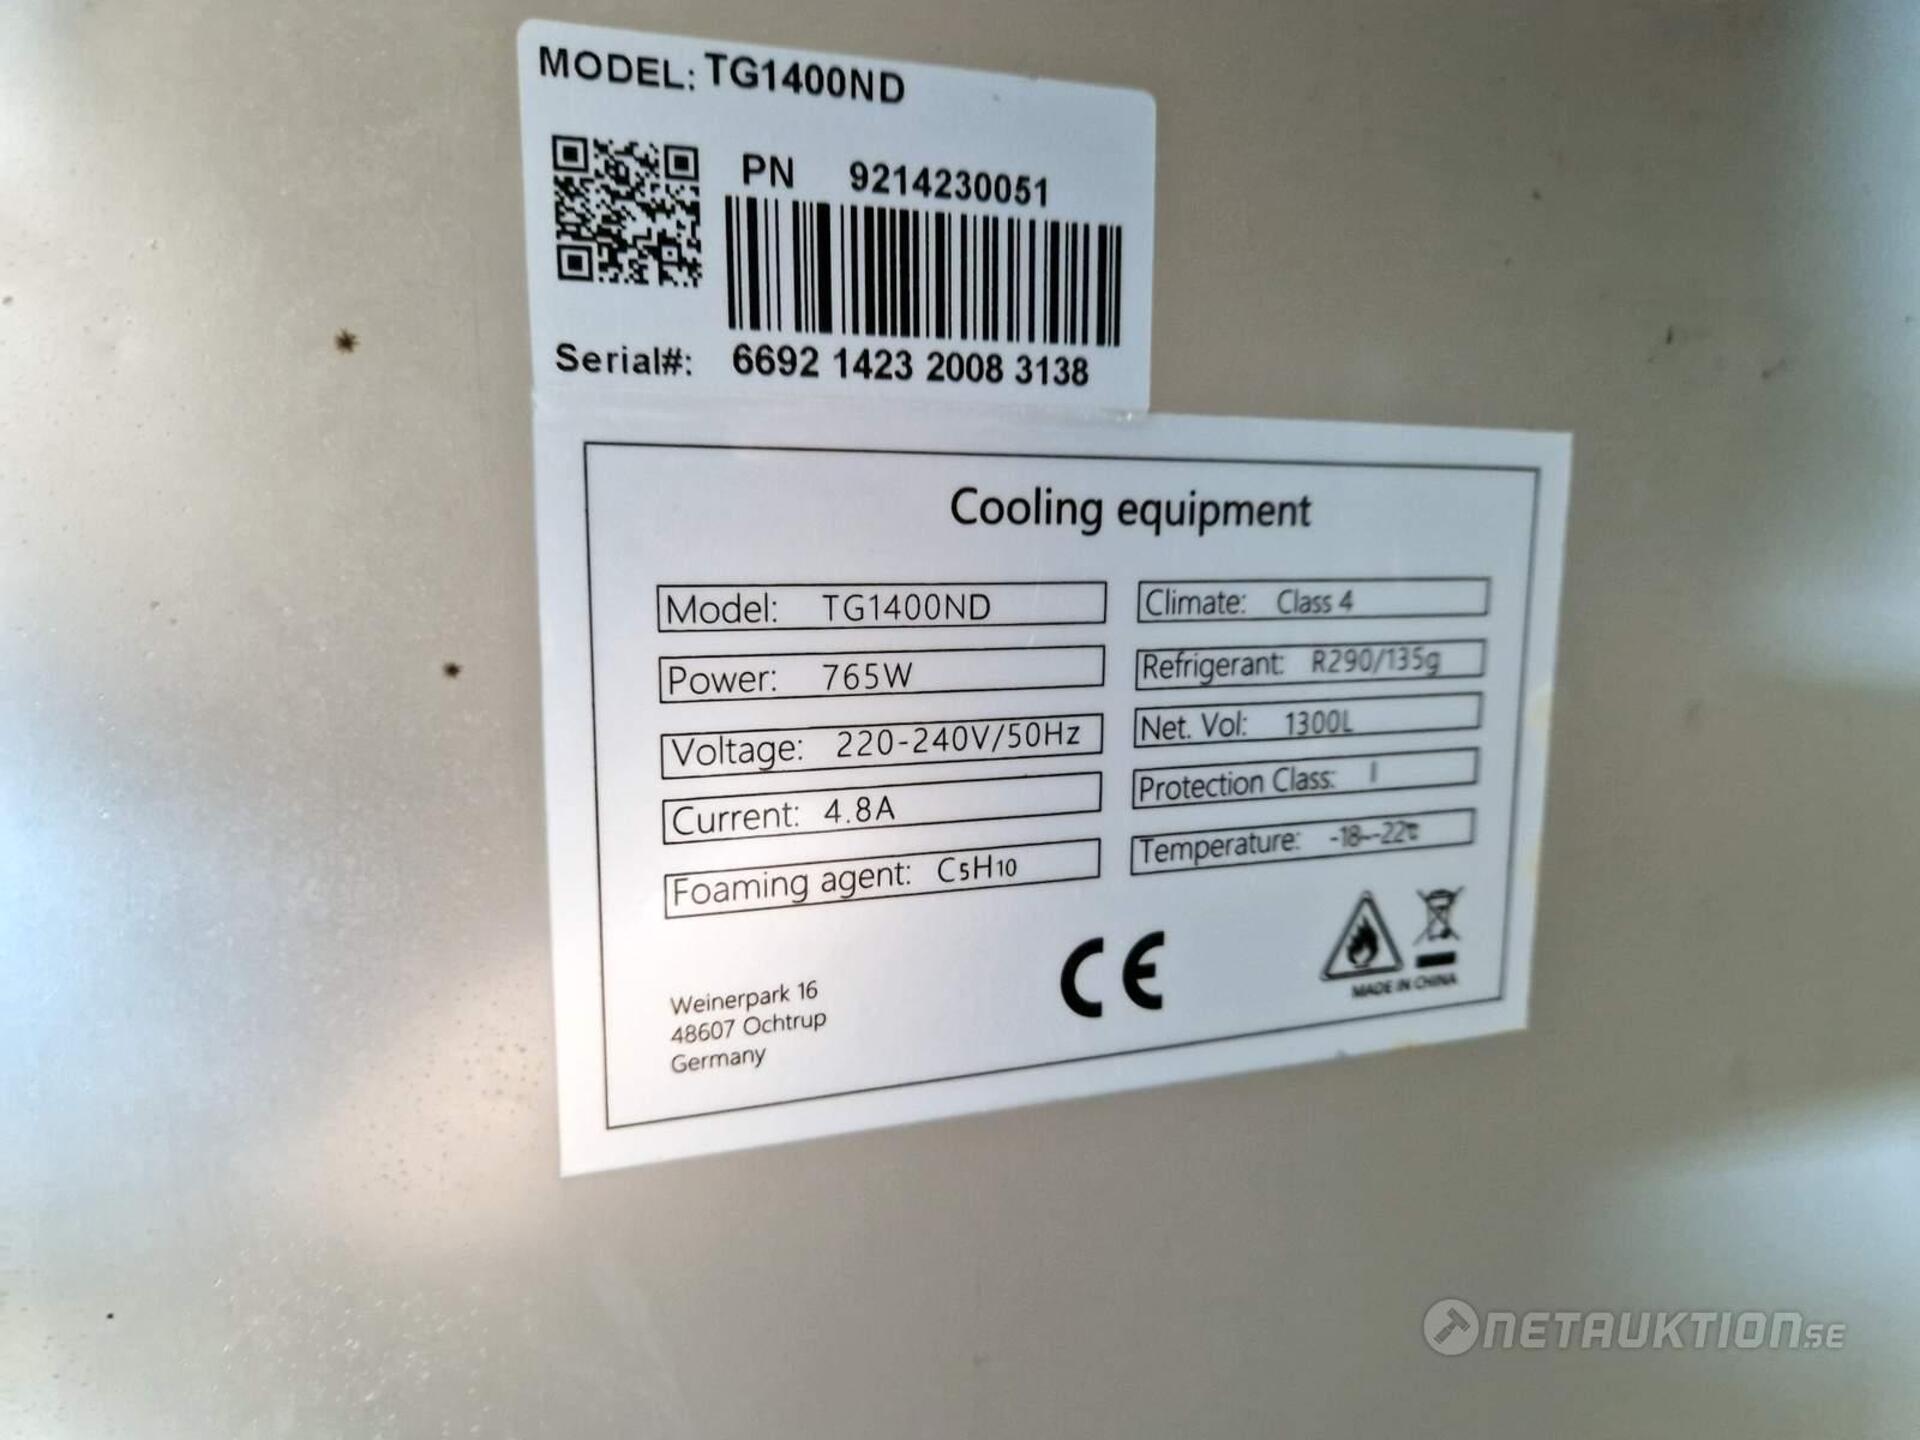 MODEL: TG1400ND
PN 9214230051
Serial#: 6692 1423 2008 3138
Cooling equipment
Model: TG1400ND
Power: 765W
Voltage: 220-240V/50Hz
Current: 4.8A
Foaming agent: C5H10
Climate: Class 4
Refrigerant: R290/135g
Net. Vol: 1300L
Protection Class: I
Temperature: -18~-22℃
Weinerpark 16
48607 Ochtrup
Germany
CE
MADE IN CHINA
NETAUKTION.SE